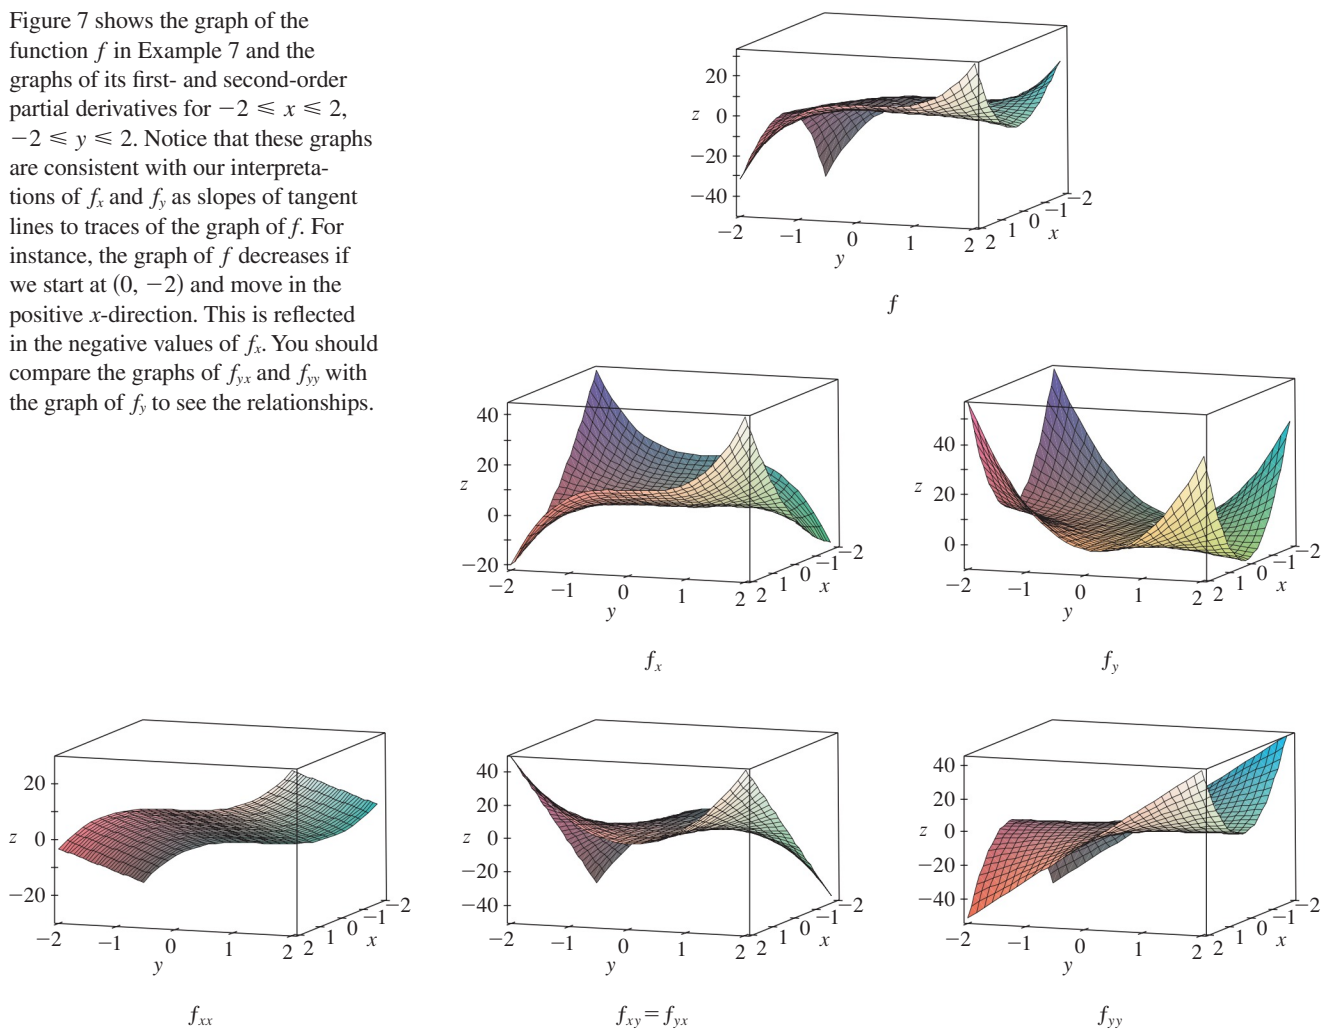 Figure 7 shows the graph of the
function f in Example 7 and the
graphs of its first- and second-order
partial derivatives for −2 ≤ x ≤ 2,
−2 ≤ y ≤ 2. Notice that these graphs
are consistent with our interpreta-
tions of fx and fy as slopes of tangent
lines to traces of the graph of f. For
instance, the graph of f decreases if
we start at (0, −2) and move in the
positive x-direction. This is reflected
in the negative values of fx. You should
compare the graphs of fyx and fyy with
the graph of fy to see the relationships.
20
z 0
−20
−40
−2 −1 0 1 2 2 1 0 −1 −2
y x
f
40
20
z
0
−20
−2 −1 0 1 2 2 1 0 −1 −2
y x
fx
40
z 20
0
−2 −1 0 1 2 2 1 0 −1 −2
y x
fy
20
z 0
−20
−2 −1 0 1 2 2 1 0 −1 −2
y x
fxx
40
20
z 0
−20
−40
−2 −1 0 1 2 2 1 0 −1 −2
y x
fxy = fyx
40
20
z 0
−20
−40
−2 −1 0 1 2 2 1 0 −1 −2
y x
fyy